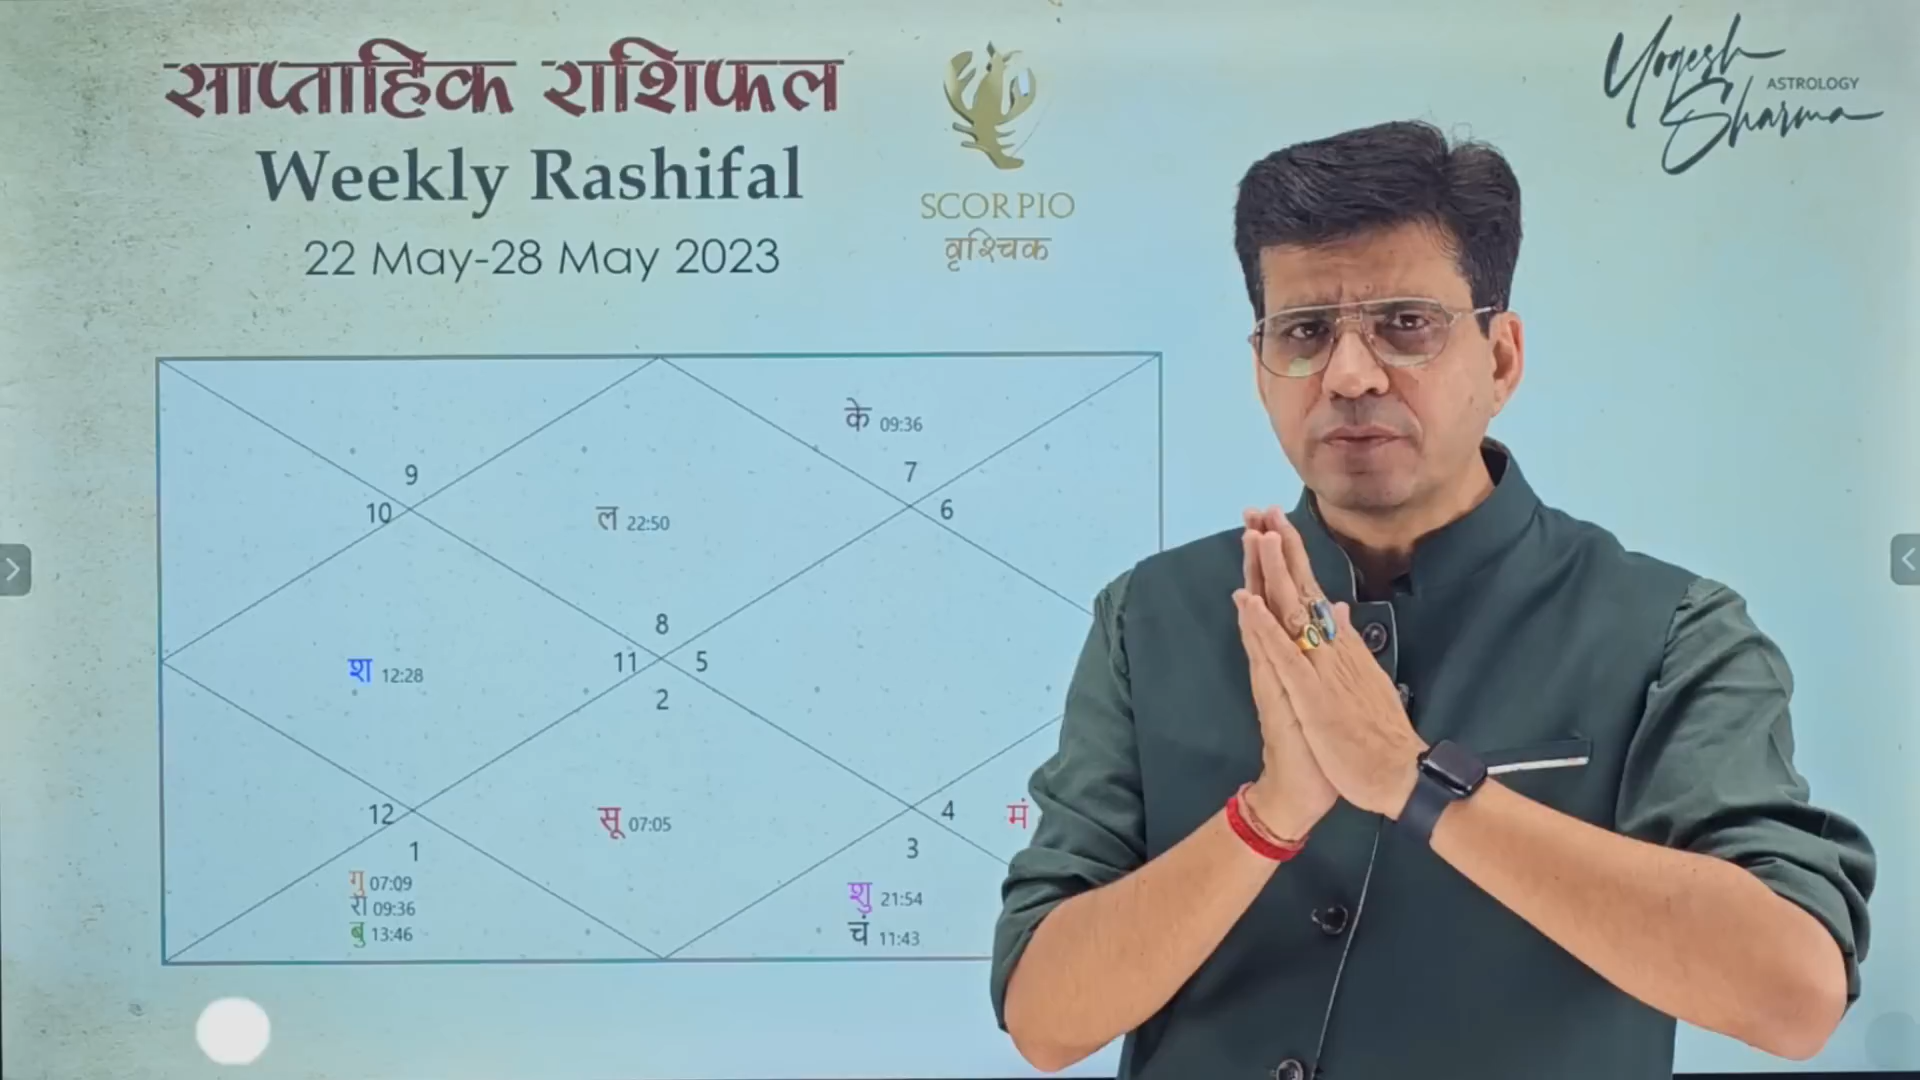 साप्ताहिक राशिफल
Weekly Rashifal
22 May-28 May 2023
SCORPIO
वृश्चिक
Yogesh Sharma
ASTROLOGY
के 09:36
9
7
10
ल 22:50
6
8
श 12:28
11
5
2
12
सू 07:05
4
मं
1
3
गु 07:09
शु 21:54
रा 09:36
बु 13:46
चं 11:43